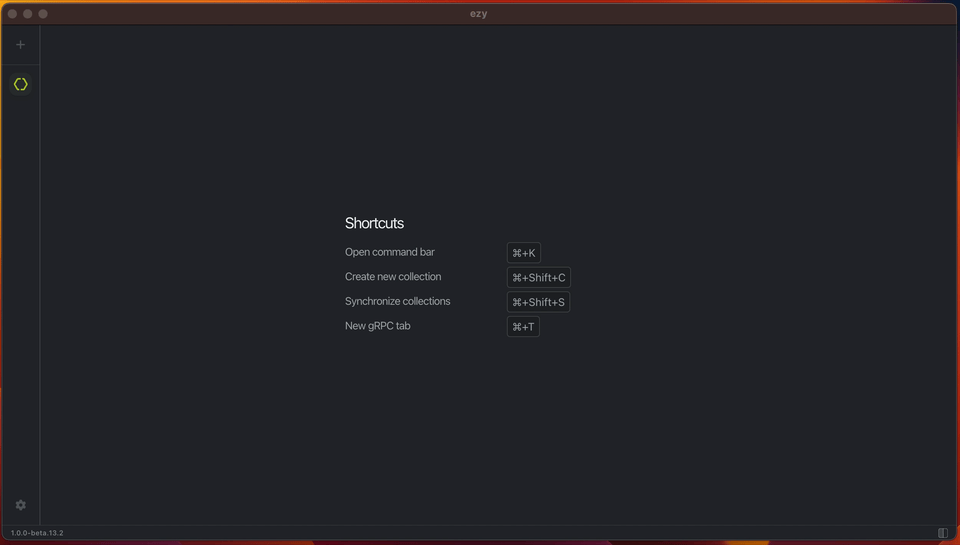 ezy
Shortcuts
Open command bar ⌘+K
Create new collection ⌘+Shift+C
Synchronize collections ⌘+Shift+S
New gRPC tab ⌘+T
1.0.0-beta.13.2